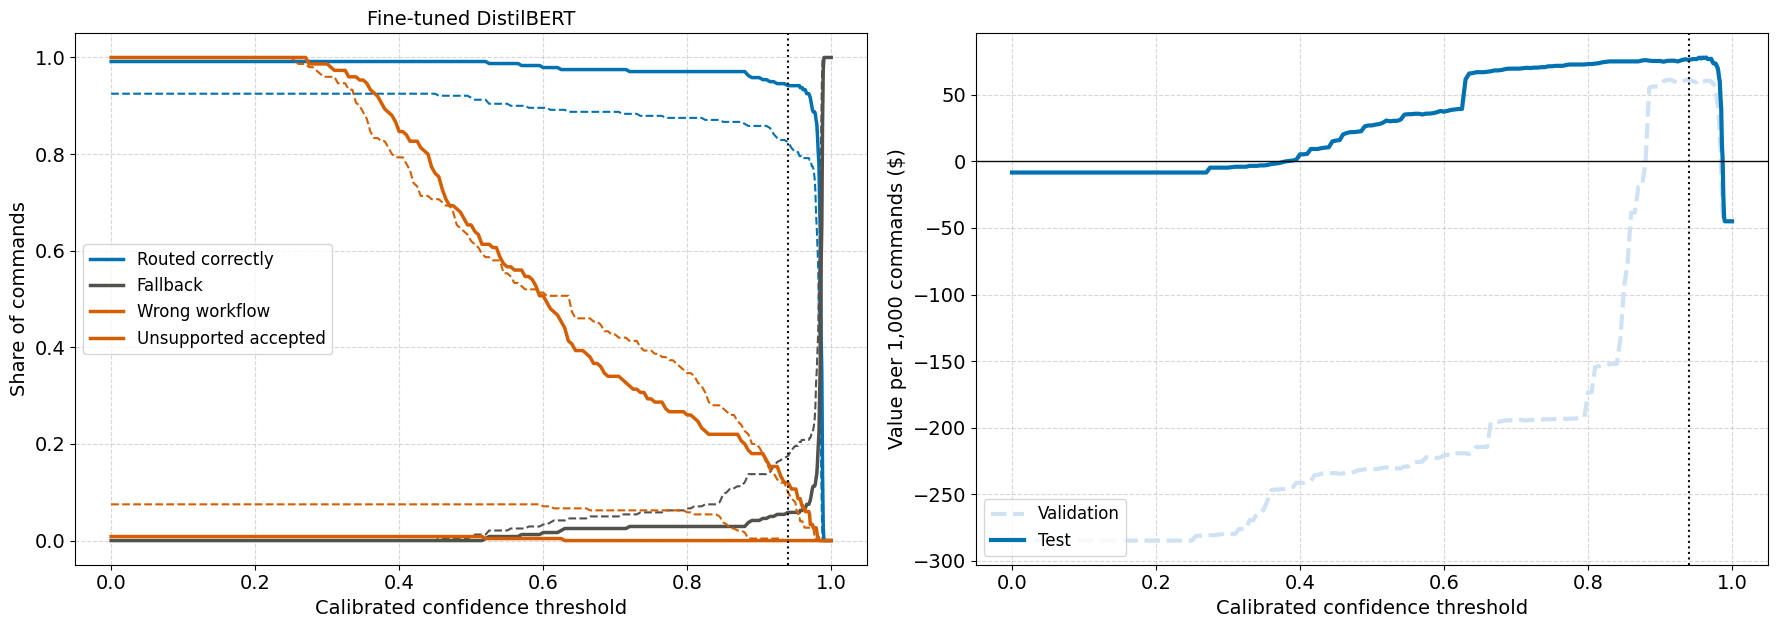 Fine-tuned DistilBERT
Share of commands
1.0
0.8
0.6
0.4
0.2
0.0
Routed correctly
Fallback
Wrong workflow
Unsupported accepted
0.0 0.2 0.4 0.6 0.8 1.0
Calibrated confidence threshold
Value per 1,000 commands ($)
50
0
−50
−100
−150
−200
−250
−300
Validation
Test
0.0 0.2 0.4 0.6 0.8 1.0
Calibrated confidence threshold